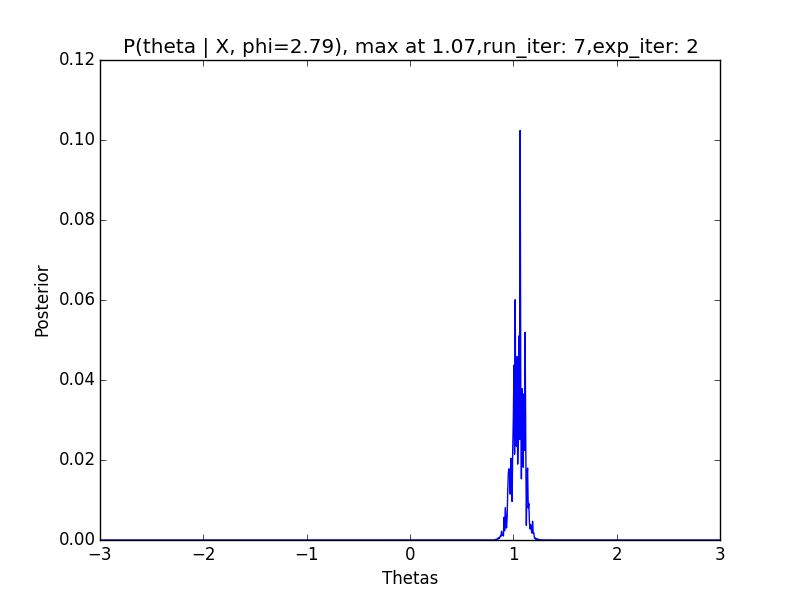 P(theta | X, phi=2.79), max at 1.07,run_iter: 7,exp_iter: 2
0.12
0.10
0.08
0.06
0.04
0.02
0.00
Posterior
−3 −2 −1 0 1 2 3
Thetas